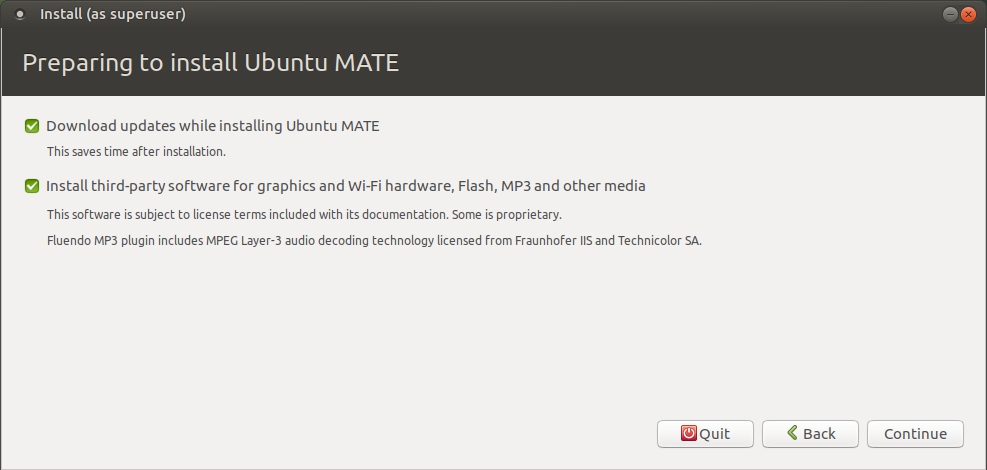 Install (as superuser)
Preparing to install Ubuntu MATE
Download updates while installing Ubuntu MATE
This saves time after installation.
Install third-party software for graphics and Wi-Fi hardware, Flash, MP3 and other media
This software is subject to license terms included with its documentation. Some is proprietary.
Fluendo MP3 plugin includes MPEG Layer-3 audio decoding technology licensed from Fraunhofer IIS and Technicolor SA.
Quit
Back
Continue